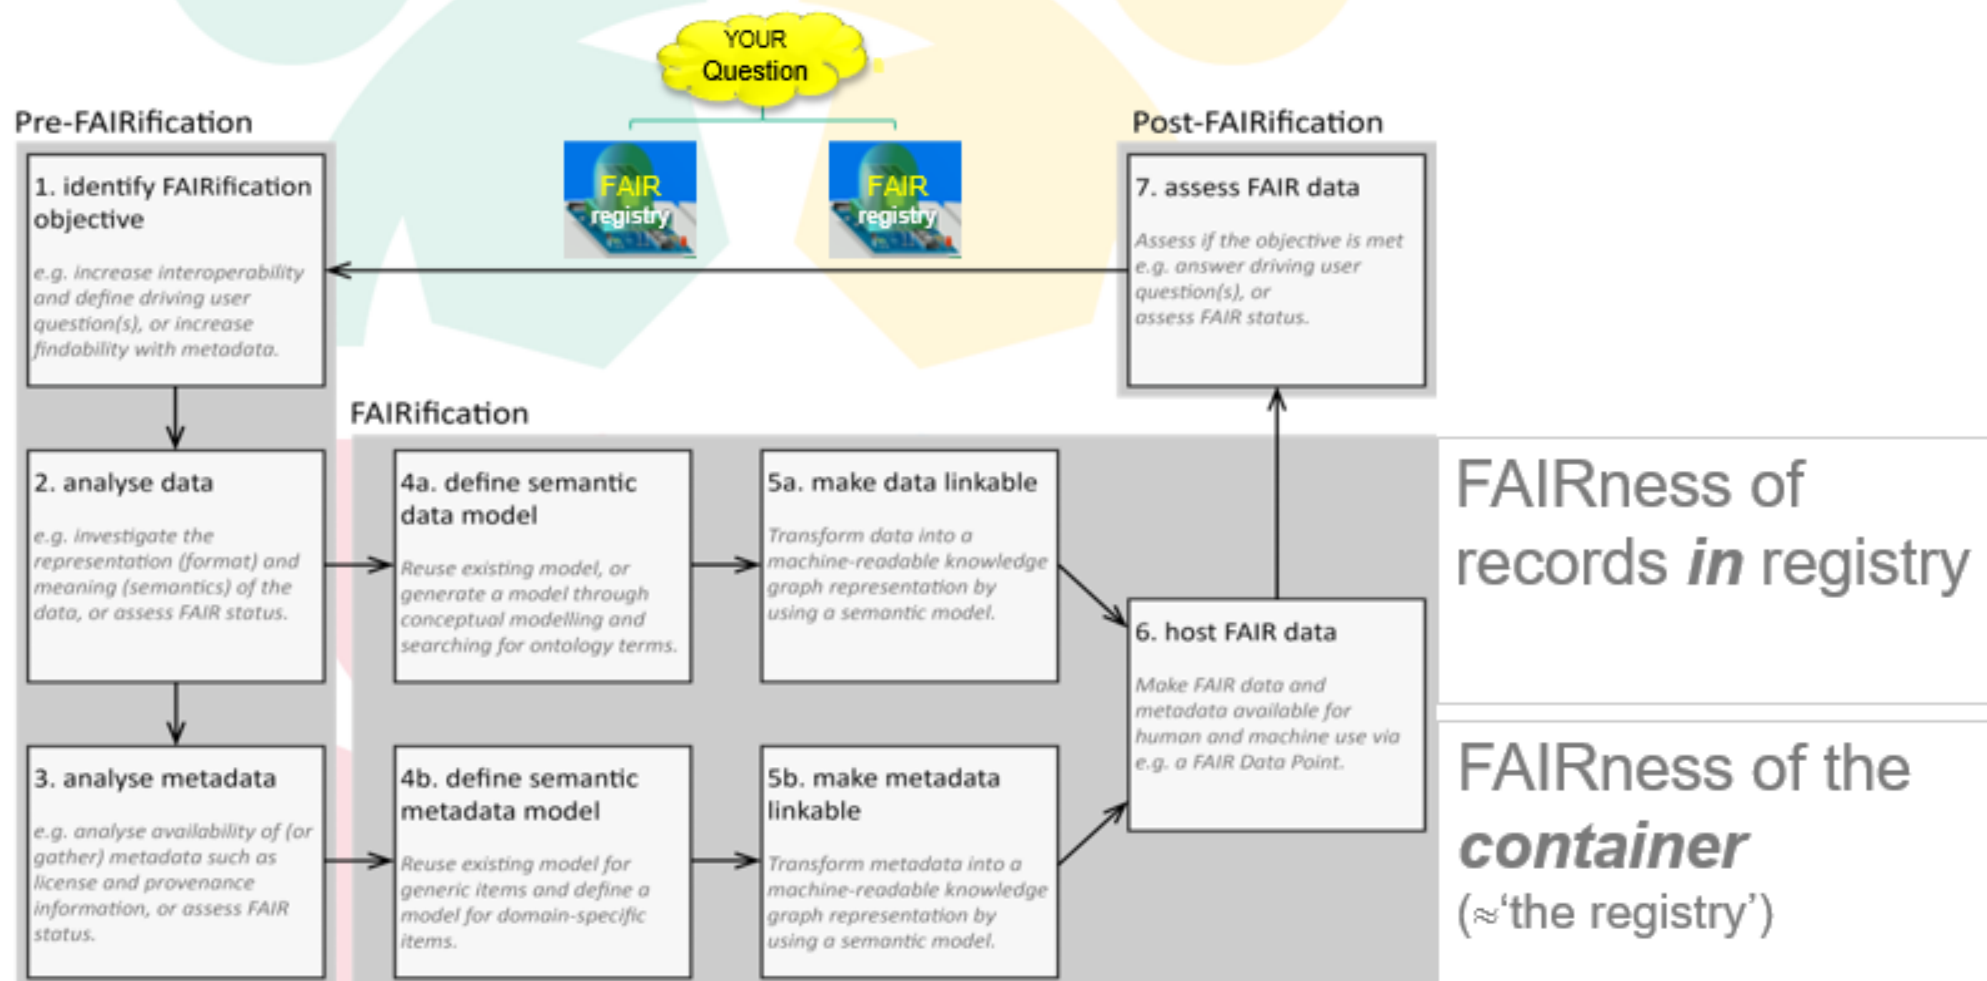 YOUR
Question
Pre-FAIRification
Post-FAIRification
FAIR
registry
FAIR
registry
1. identify FAIRification
objective
e.g. increase interoperability
and define driving user
question(s), or increase
findability with metadata.
7. assess FAIR data
Assess if the objective is met
e.g. answer driving user
question(s), or
assess FAIR status.
FAIRification
2. analyse data
e.g. investigate the
representation (format) and
meaning (semantics) of the
data, or assess FAIR status.
4a. define semantic
data model
Reuse existing model, or
generate a model through
conceptual modelling and
searching for ontology terms.
5a. make data linkable
Transform data into a
machine-readable knowledge
graph representation by
using a semantic model.
6. host FAIR data
Make FAIR data and
metadata available for
human and machine use via
e.g. a FAIR Data Point.
FAIRness of
records in registry
3. analyse metadata
e.g. analyse availability of (or
gather) metadata such as
license and provenance
information, or assess FAIR
status.
4b. define semantic
metadata model
Reuse existing model for
generic items and define a
model for domain-specific
items.
5b. make metadata
linkable
Transform metadata into a
machine-readable knowledge
graph representation by
using a semantic model.
FAIRness of the
container
(≈‘the registry’)